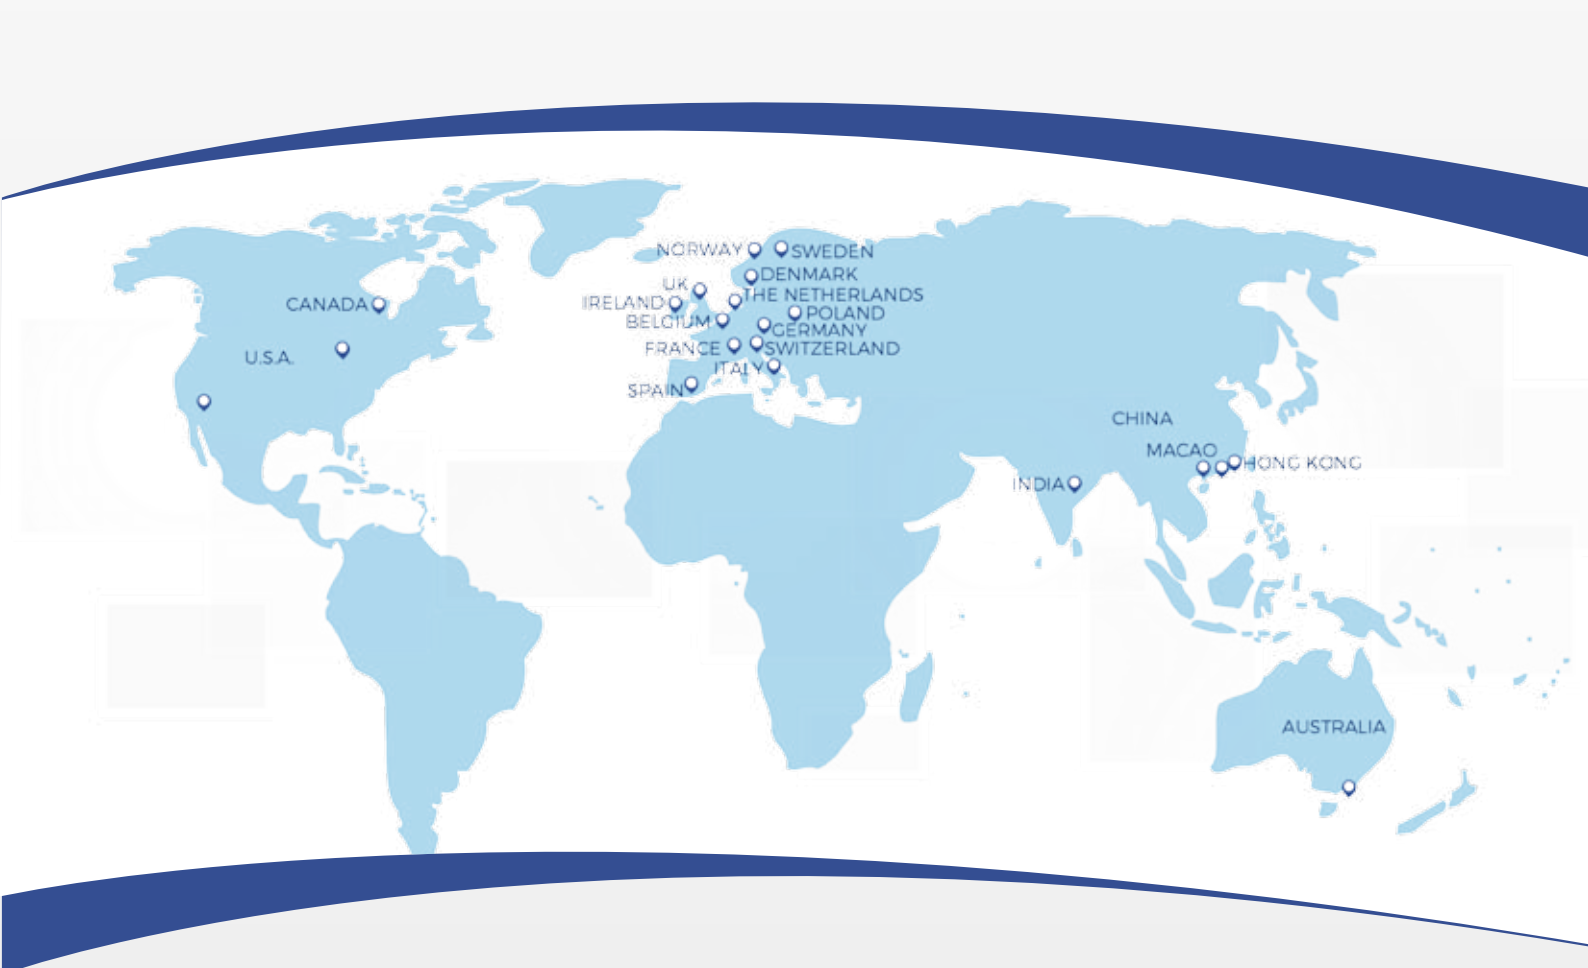 NORWAY
SWEDEN
DENMARK
UK
THE NETHERLANDS
IRELAND
CANADA
POLAND
BELGIUM
GERMANY
FRANCE
SWITZERLAND
U.S.A.
ITALY
SPAIN
CHINA
MACAO
HONG KONG
INDIA
AUSTRALIA